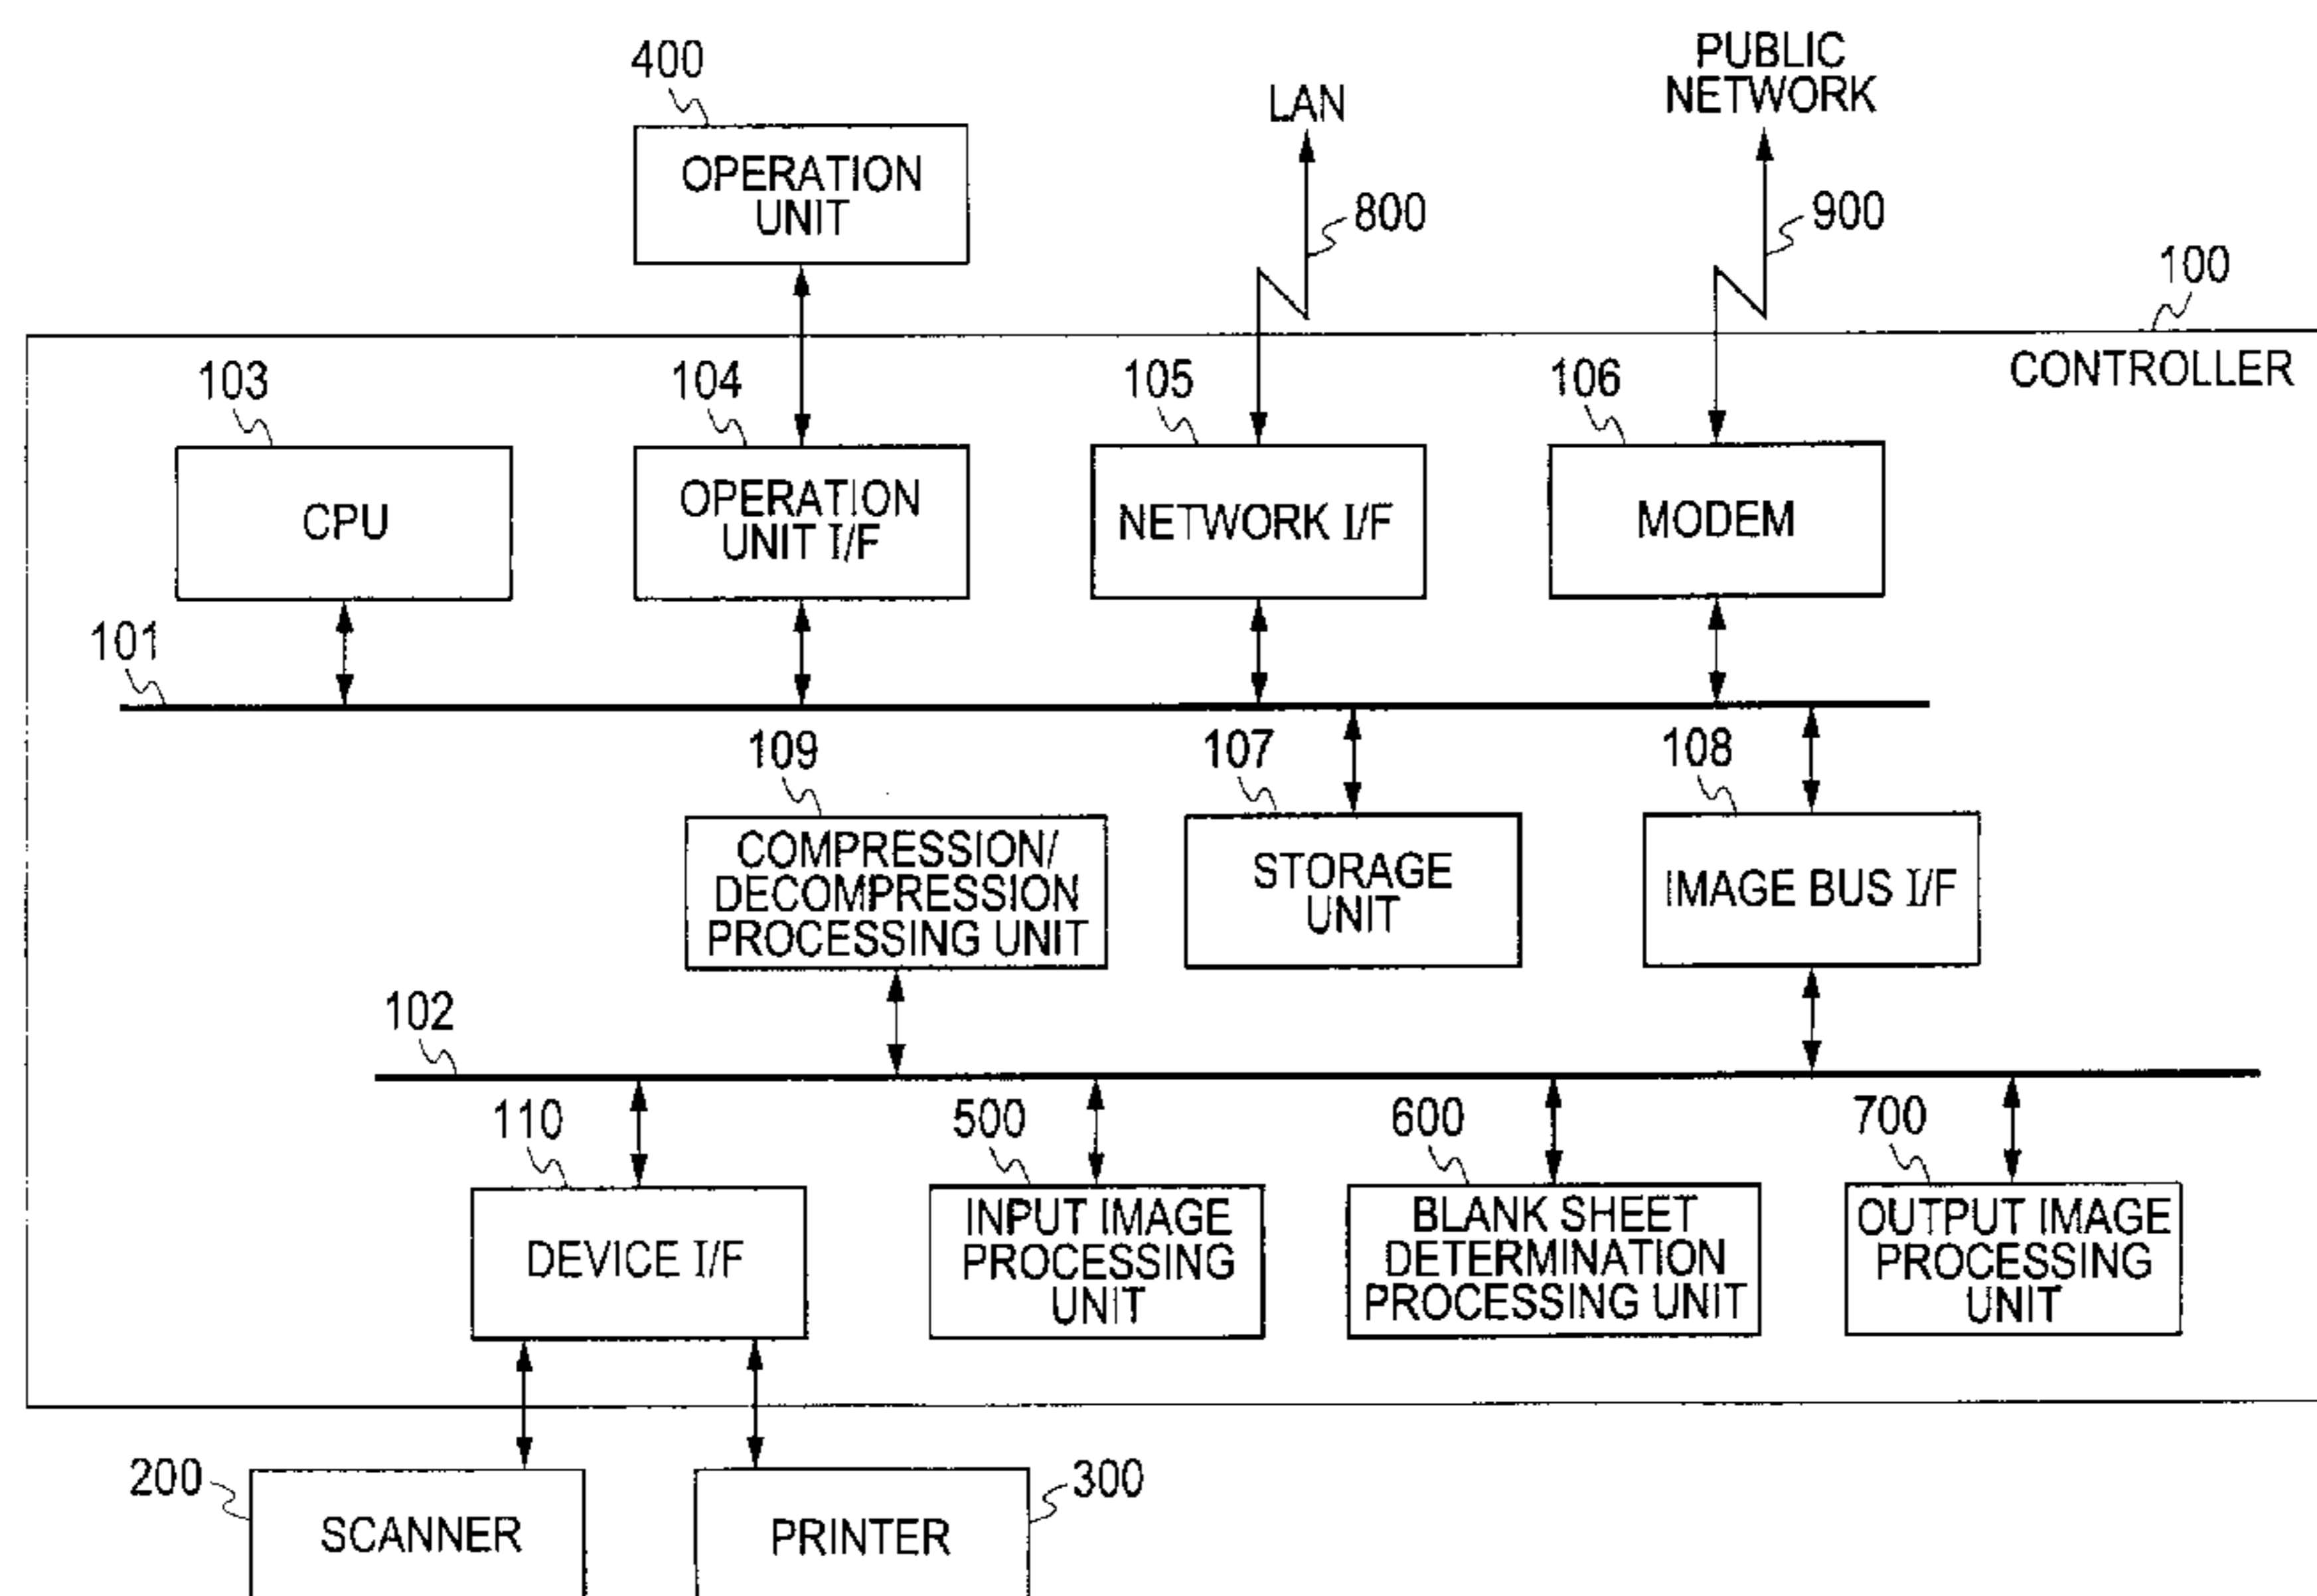 400
PUBLIC
NETWORK
LAN
OPERATION
UNIT
800
900
100
CONTROLLER
103
104
105
106
CPU
OPERATION
UNIT I/F
NETWORK I/F
MODEM
101
109
107
108
COMPRESSION/
DECOMPRESSION
PROCESSING UNIT
STORAGE
UNIT
IMAGE BUS I/F
102
110
500
600
700
DEVICE I/F
INPUT IMAGE
PROCESSING
UNIT
BLANK SHEET
DETERMINATION
PROCESSING UNIT
OUTPUT IMAGE
PROCESSING
UNIT
200
SCANNER
PRINTER
300